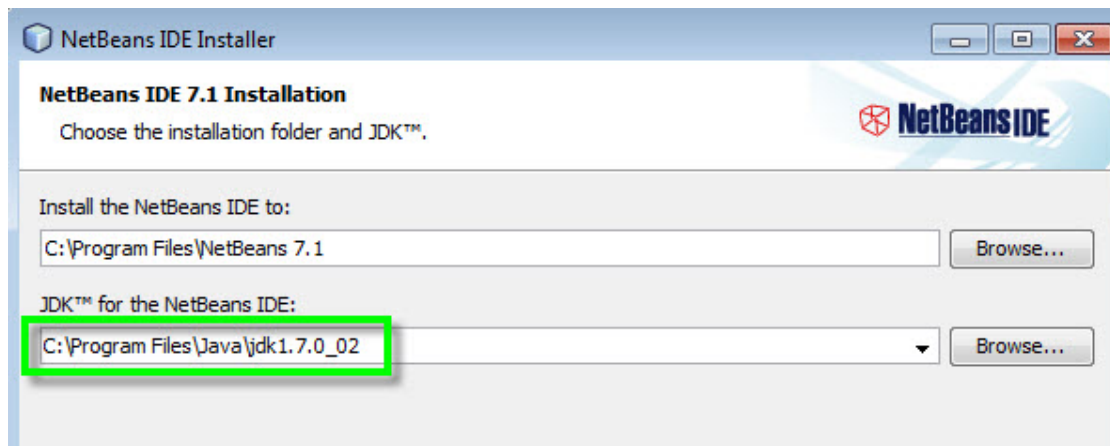 NetBeans IDE Installer
NetBeans IDE 7.1 Installation
Choose the installation folder and JDK™.
NetBeans IDE
Install the NetBeans IDE to:
C:\Program Files\NetBeans 7.1
Browse...
JDK™ for the NetBeans IDE:
C:\Program Files\Java\jdk1.7.0_02
Browse...